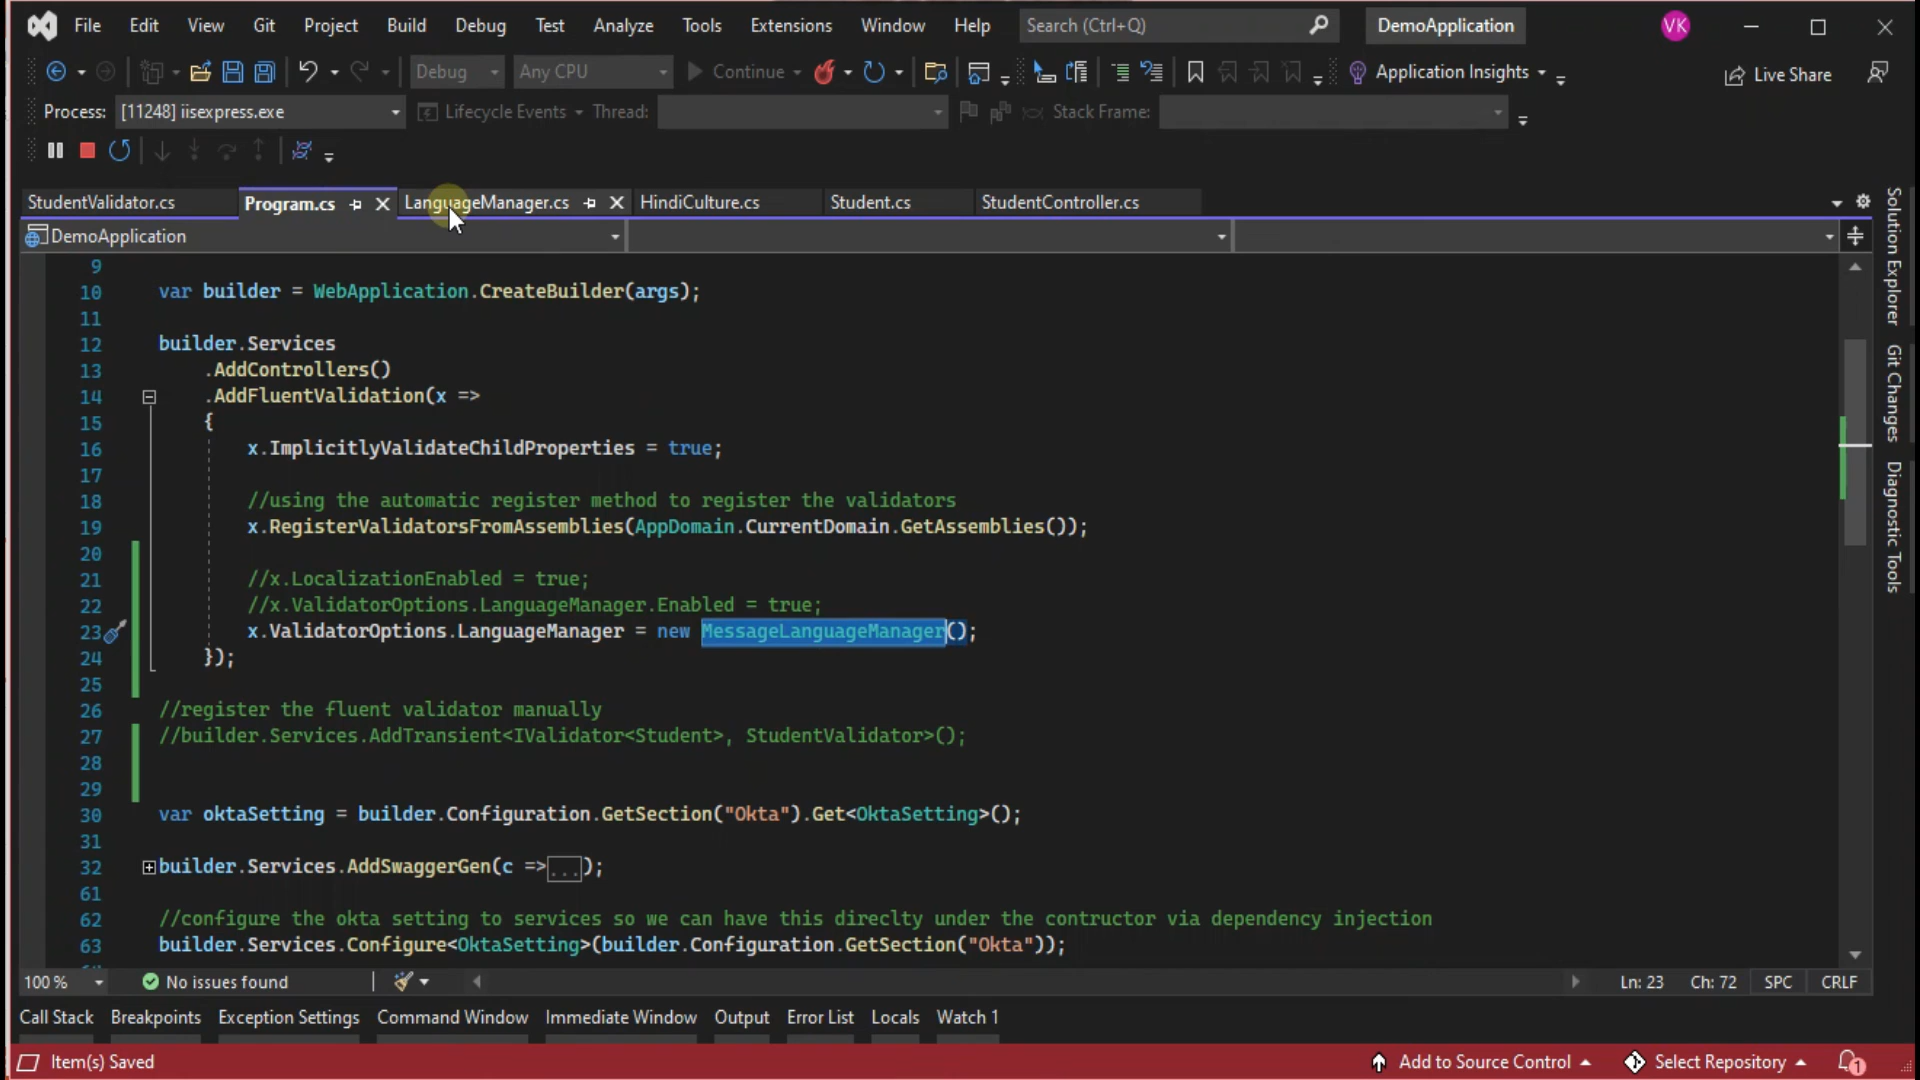 File Edit View Git Project Build Debug Test Analyze Tools Extensions Window Help Search (Ctrl+Q) DemoApplication VK
Debug Any CPU Continue Application Insights Live Share
Process: [11248] iisexpress.exe Lifecycle Events Thread: Stack Frame:
StudentValidator.cs Program.cs LanguageManager.cs HindiCulture.cs Student.cs StudentController.cs
DemoApplication
9
10 var builder = WebApplication.CreateBuilder(args);
11
12 builder.Services
13 .AddControllers()
14 .AddFluentValidation(x =>
15 {
16 x.ImplicitlyValidateChildProperties = true;
17
18 //using the automatic register method to register the validators
19 x.RegisterValidatorsFromAssemblies(AppDomain.CurrentDomain.GetAssemblies());
20
21 //x.LocalizationEnabled = true;
22 //x.ValidatorOptions.LanguageManager.Enabled = true;
23 x.ValidatorOptions.LanguageManager = new MessageLanguageManager();
24 });
25
26 //register the fluent validator manually
27 //builder.Services.AddTransient<IValidator<Student>, StudentValidator>();
28
29
30 var oktaSetting = builder.Configuration.GetSection("Okta").Get<OktaSetting>();
31
32 builder.Services.AddSwaggerGen(c =>...);
61
62 //configure the okta setting to services so we can have this direclty under the contructor via dependency injection
63 builder.Services.Configure<OktaSetting>(builder.Configuration.GetSection("Okta"));
100 % No issues found Ln: 23 Ch: 72 SPC CRLF
Call Stack Breakpoints Exception Settings Command Window Immediate Window Output Error List Locals Watch 1
Item(s) Saved Add to Source Control Select Repository 1
Solution Explorer
Git Changes
Diagnostic Tools